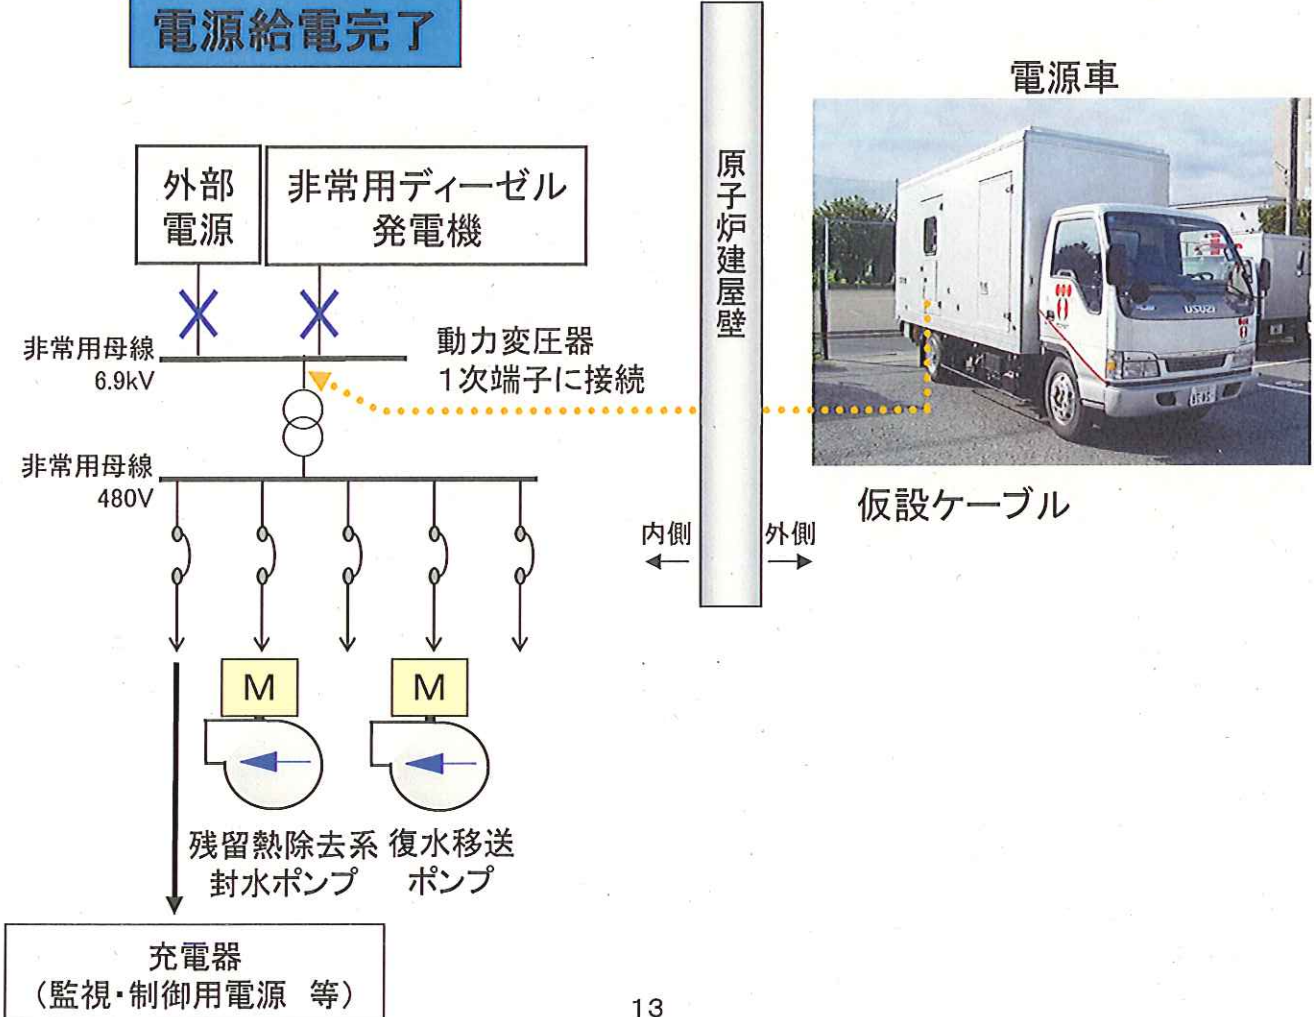 電源給電完了
電源車
外部
電源
非常用ディーゼル
発電機
原子炉建屋壁
ISUZU
非常用母線
6.9kV
動力変圧器
1次端子に接続
非常用母線
480V
仮設ケーブル
内側
外側
M
M
残留熱除去系
封水ポンプ
復水移送
ポンプ
充電器
（監視・制御用電源 等）
13